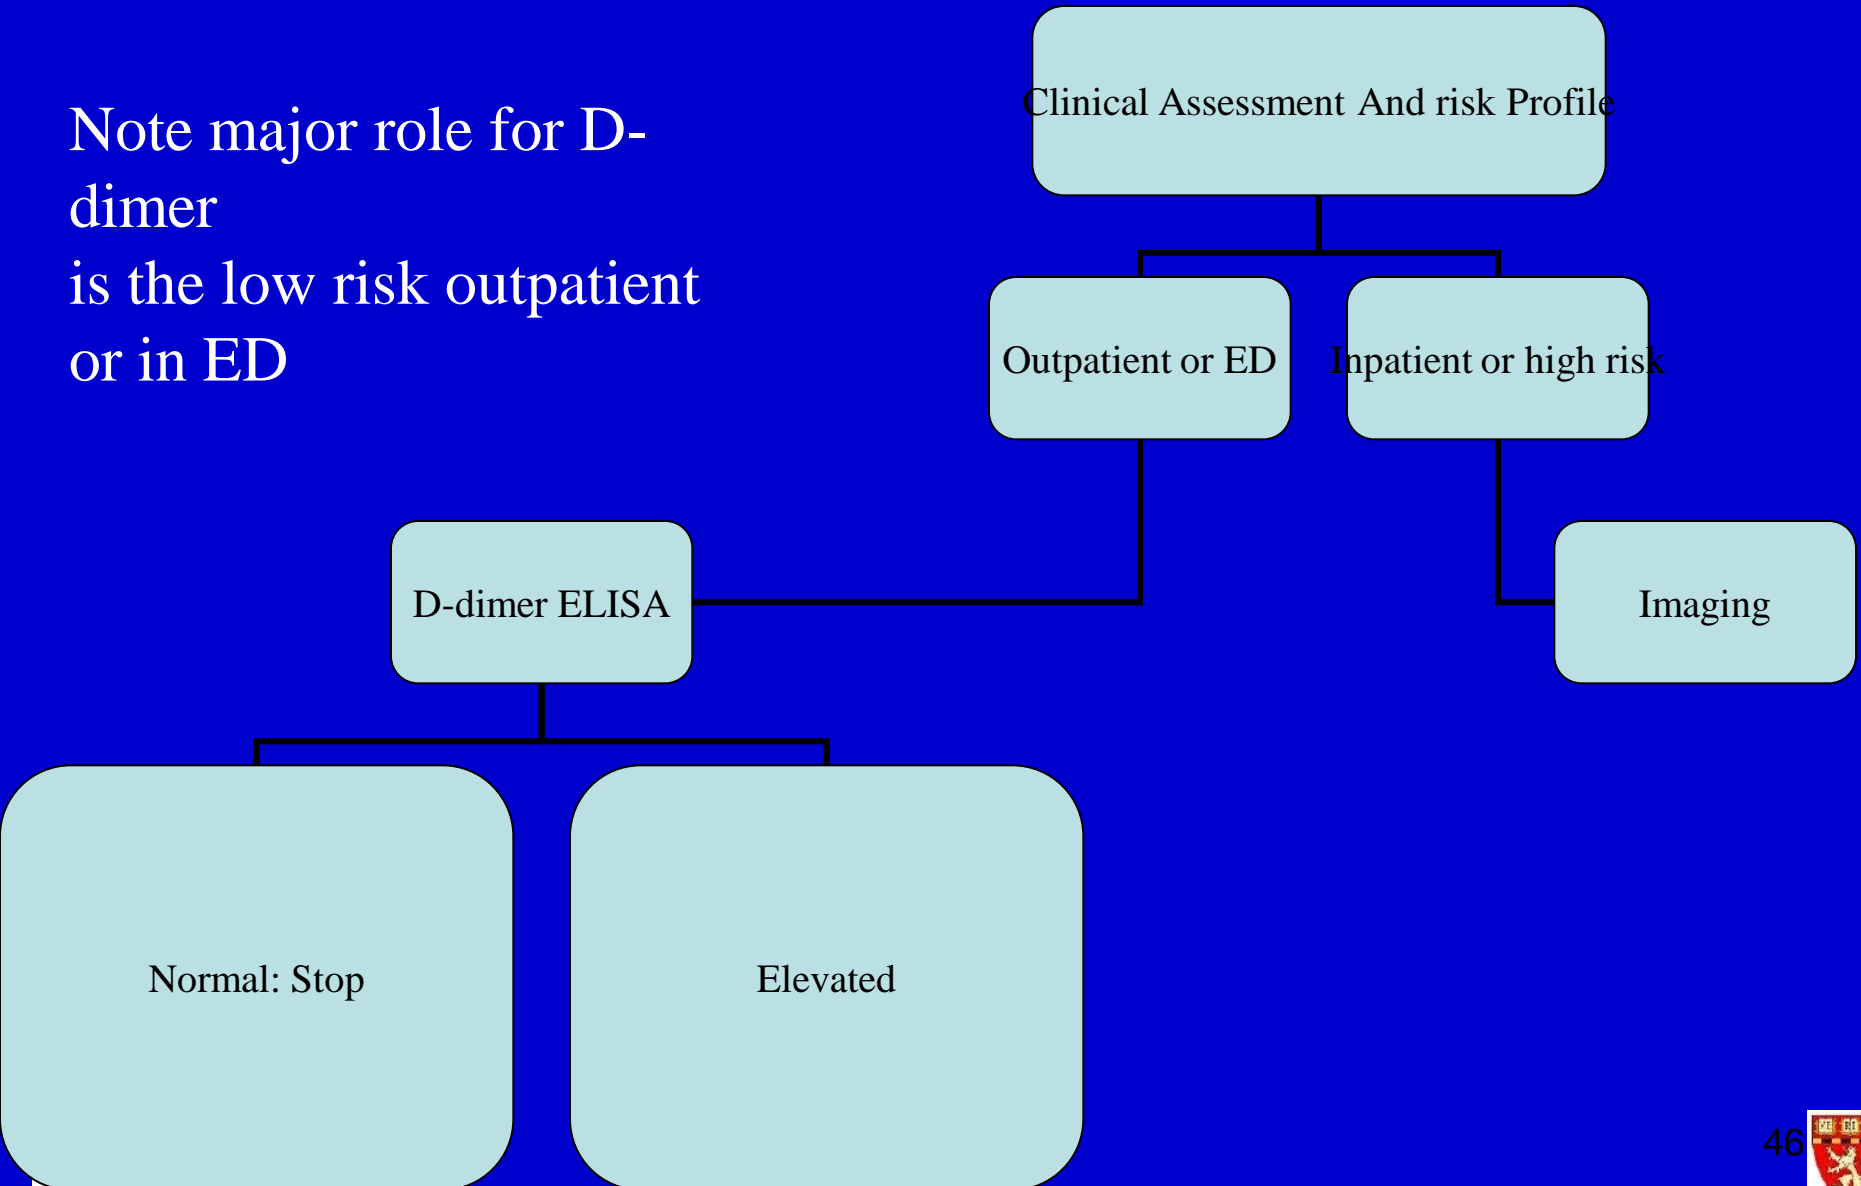 Note major role for D-
dimer
is the low risk outpatient
or in ED
Clinical Assessment And risk Profile
Outpatient or ED
Inpatient or high risk
D-dimer ELISA
Imaging
Normal: Stop
Elevated
46